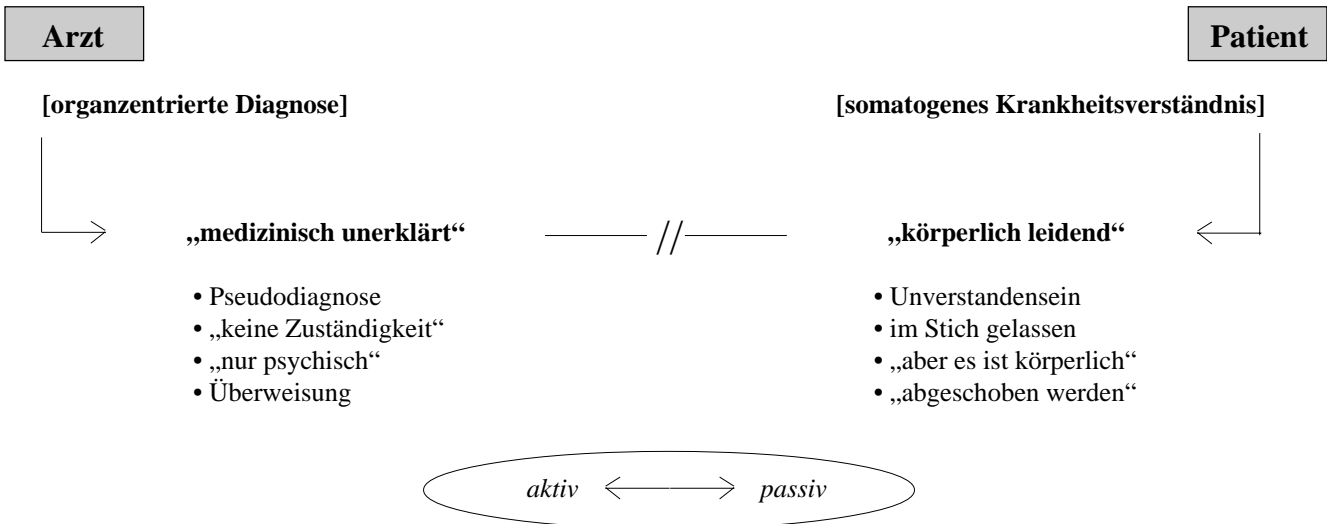 Arzt
Patient
[organzentrierte Diagnose]
[somatogenes Krankheitsverständnis]
„medizinisch unerklärt“ // „körperlich leidend“
• Pseudodiagnose
• „keine Zuständigkeit“
• „nur psychisch“
• Überweisung
• Unverstandensein
• im Stich gelassen
• „aber es ist körperlich“
• „abgeschoben werden“
aktiv passiv